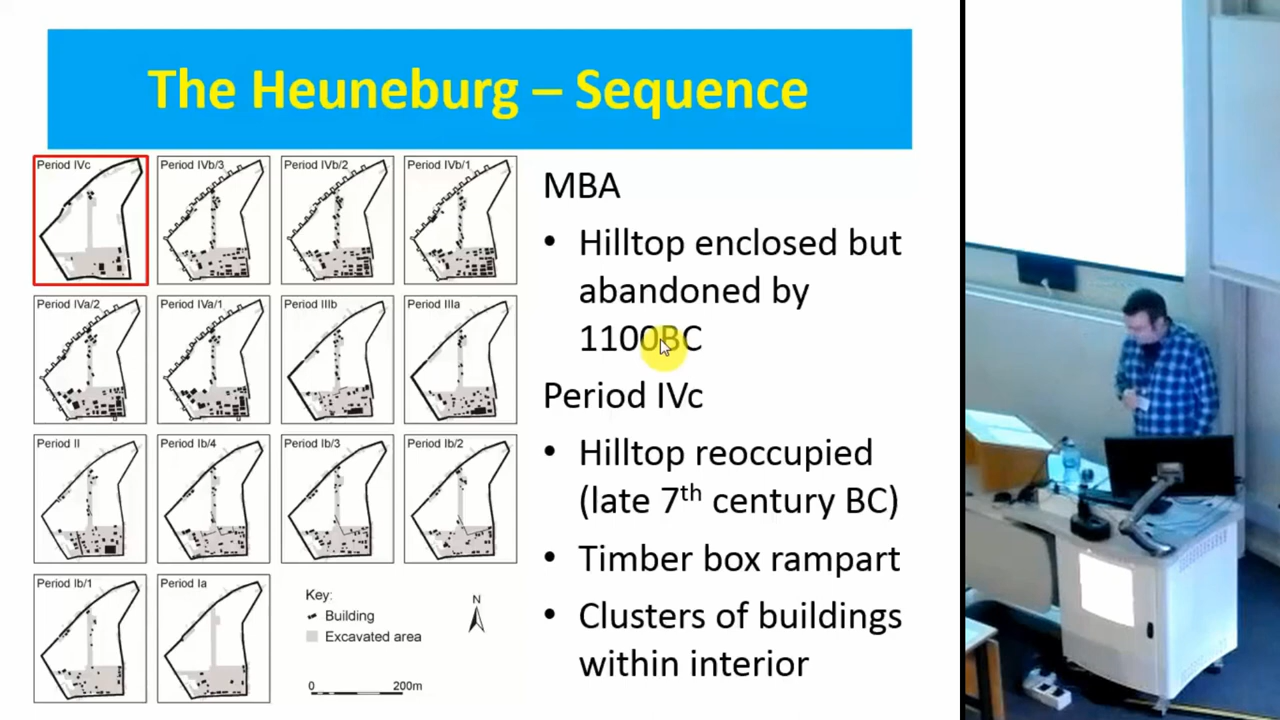 The Heuneburg – Sequence
Period IVc
Period IVb/3
Period IVb/2
Period IVb/1
Period IVa/2
Period IVa/1
Period IIIb
Period IIIa
Period II
Period Ib/4
Period Ib/3
Period Ib/2
Period Ib/1
Period Ia
Key:
Building
Excavated area
N
0 200m
MBA
• Hilltop enclosed but
abandoned by
1100BC
Period IVc
• Hilltop reoccupied
(late 7th century BC)
• Timber box rampart
• Clusters of buildings
within interior